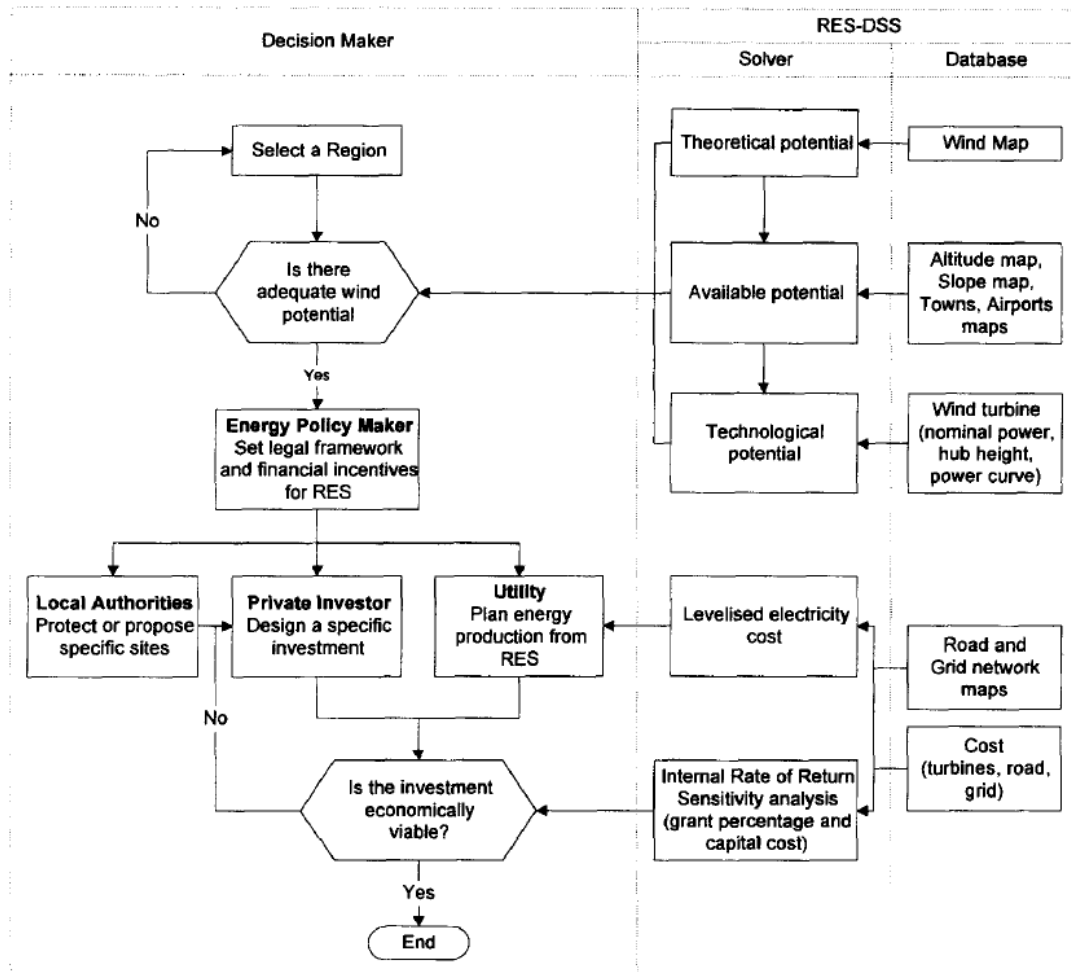 Decision Maker
RES-DSS
Solver
Database
Select a Region
Theoretical potential
Wind Map
No
Is there
adequate wind
potential
Available potential
Altitude map,
Slope map,
Towns, Airports
maps
Yes
Energy Policy Maker
Set legal framework
and financial incentives
for RES
Technological
potential
Wind turbine
(nominal power,
hub height,
power curve)
Local Authorities
Protect or propose
specific sites
Private Investor
Design a specific
investment
Utility
Plan energy
production from
RES
Levelised electricity
cost
Road and
Grid network
maps
No
Is the investment
economically
viable?
Internal Rate of Return
Sensitivity analysis
(grant percentage and
capital cost)
Cost
(turbines, road,
grid)
Yes
End